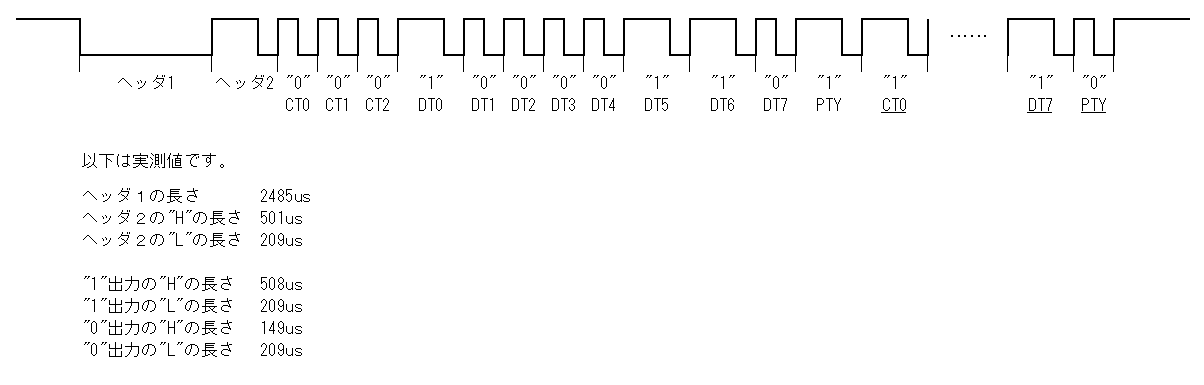 "0" "0" "0" "1" "0" "0" "0" "0" "1" "1" "0" "1" "1" …… "1" "0"
ヘッダ1 ヘッダ2 CT0 CT1 CT2 DT0 DT1 DT2 DT3 DT4 DT5 DT6 DT7 PTY CT0 DT7 PTY
以下は実測値です。
ヘッダ１の長さ 2485us
ヘッダ２の"H"の長さ 501us
ヘッダ２の"L"の長さ 209us
"1"出力の"H"の長さ 508us
"1"出力の"L"の長さ 209us
"0"出力の"H"の長さ 149us
"0"出力の"L"の長さ 209us